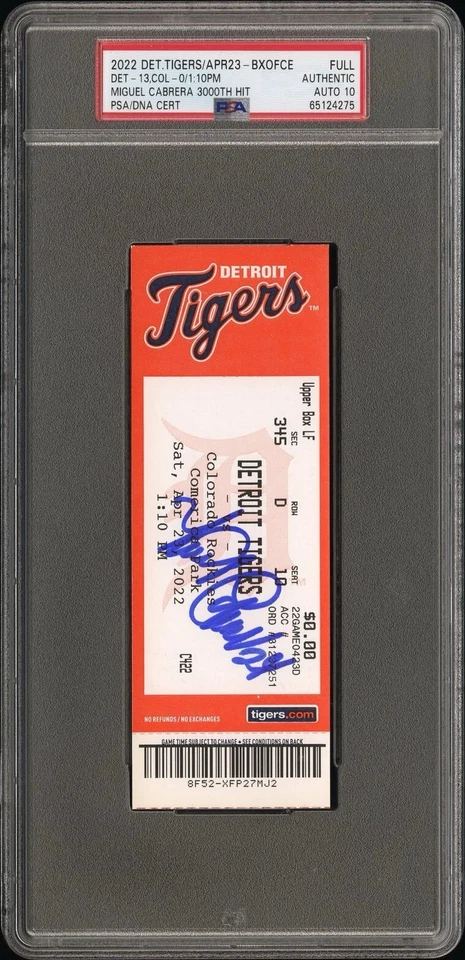 2022 DET.TIGERS/APR23-BXOFCE FULL
DET - 13,COL - 0/1:10PM AUTHENTIC
MIGUEL CABRERA 3000TH HIT AUTO 10
PSA/DNA CERT PSA 65124275
DETROIT
Tigers™
Upper Box LF
SEC ROW SEAT
345 D 10
DETROIT TIGERS
- vs -
Colorado Rockies
Comerica Park
Sat, Apr 23, 2022
1:10 PM
$0.00
22GAME0423D
ACC #
C422
NO REFUNDS/NO EXCHANGES
tigers.com
GAME TIME SUBJECT TO CHANGE • SEE CONDITIONS ON BACK
8F52-XFP27MJ2